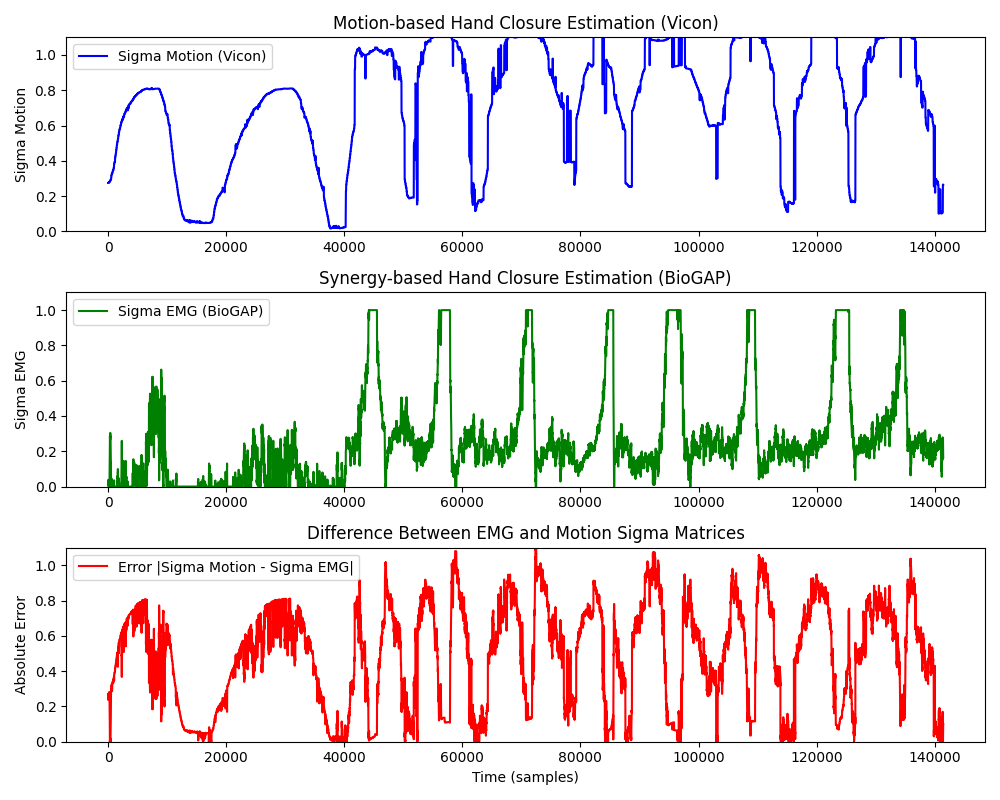 Motion-based Hand Closure Estimation (Vicon)
Sigma Motion (Vicon)
Sigma Motion
1.0
0.8
0.6
0.4
0.2
0.0
0 20000 40000 60000 80000 100000 120000 140000
Synergy-based Hand Closure Estimation (BioGAP)
Sigma EMG (BioGAP)
Sigma EMG
1.0
0.8
0.6
0.4
0.2
0.0
0 20000 40000 60000 80000 100000 120000 140000
Difference Between EMG and Motion Sigma Matrices
Error |Sigma Motion - Sigma EMG|
Absolute Error
1.0
0.8
0.6
0.4
0.2
0.0
0 20000 40000 60000 80000 100000 120000 140000
Time (samples)